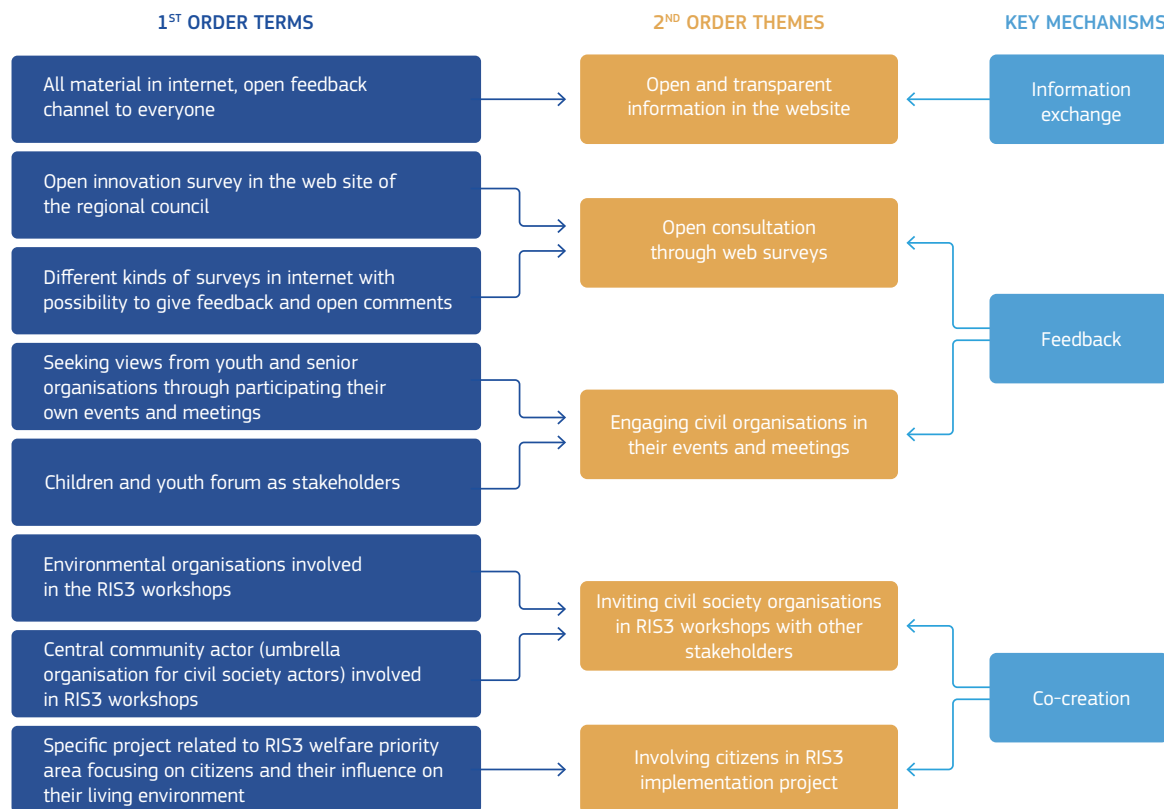 1ST ORDER TERMS
2ND ORDER THEMES
KEY MECHANISMS
All material in internet, open feedback
channel to everyone
Open and transparent
information in the website
Information
exchange
Open innovation survey in the web site of
the regional council
Different kinds of surveys in internet with
possibility to give feedback and open comments
Open consultation
through web surveys
Seeking views from youth and senior
organisations through participating their
own events and meetings
Children and youth forum as stakeholders
Engaging civil organisations in
their events and meetings
Feedback
Environmental organisations involved
in the RIS3 workshops
Central community actor (umbrella
organisation for civil society actors) involved
in RIS3 workshops
Inviting civil society organisations
in RIS3 workshops with other
stakeholders
Specific project related to RIS3 welfare priority
area focusing on citizens and their influence on
their living environment
Involving citizens in RIS3
implementation project
Co-creation